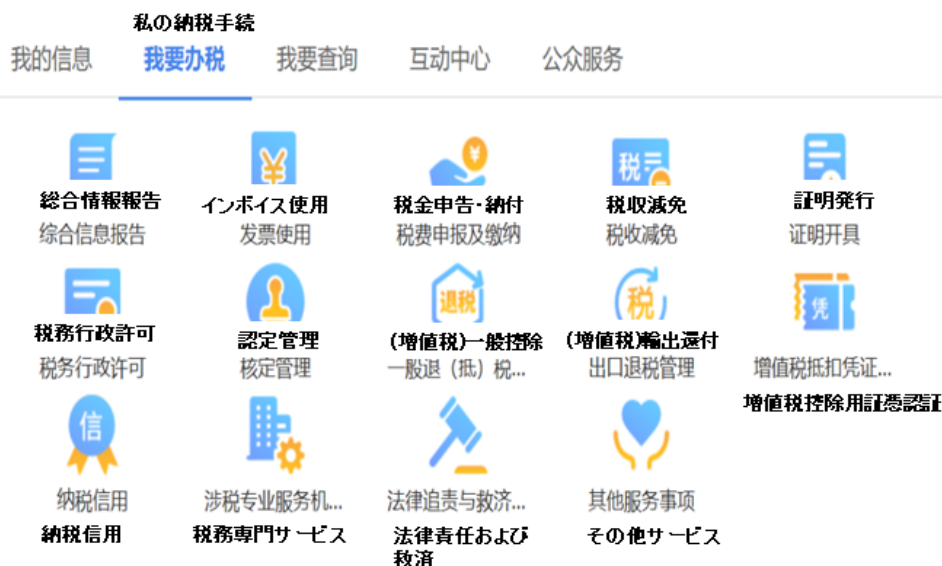 私の納税手続
我的信息 我要办税 我要查询 互动中心 公众服务
¥ ¥ 税
総合情報報告 インボイス使用 税金申告・納付 税収減免 証明発行
综合信息报告 发票使用 税费申报及缴纳 税收减免 证明开具
退税 税 凭
税務行政許可 認定管理 (増値税)一般控除 (増値税)輸出還付
税务行政许可 核定管理 一般退（抵）税... 出口退税管理 增值税抵扣凭证...
増値税控除用証憑認証
信
纳税信用 涉税专业服务机... 法律追责与救济... 其他服务事项
納税信用 税務専門サービス 法律責任および その他サービス
救済